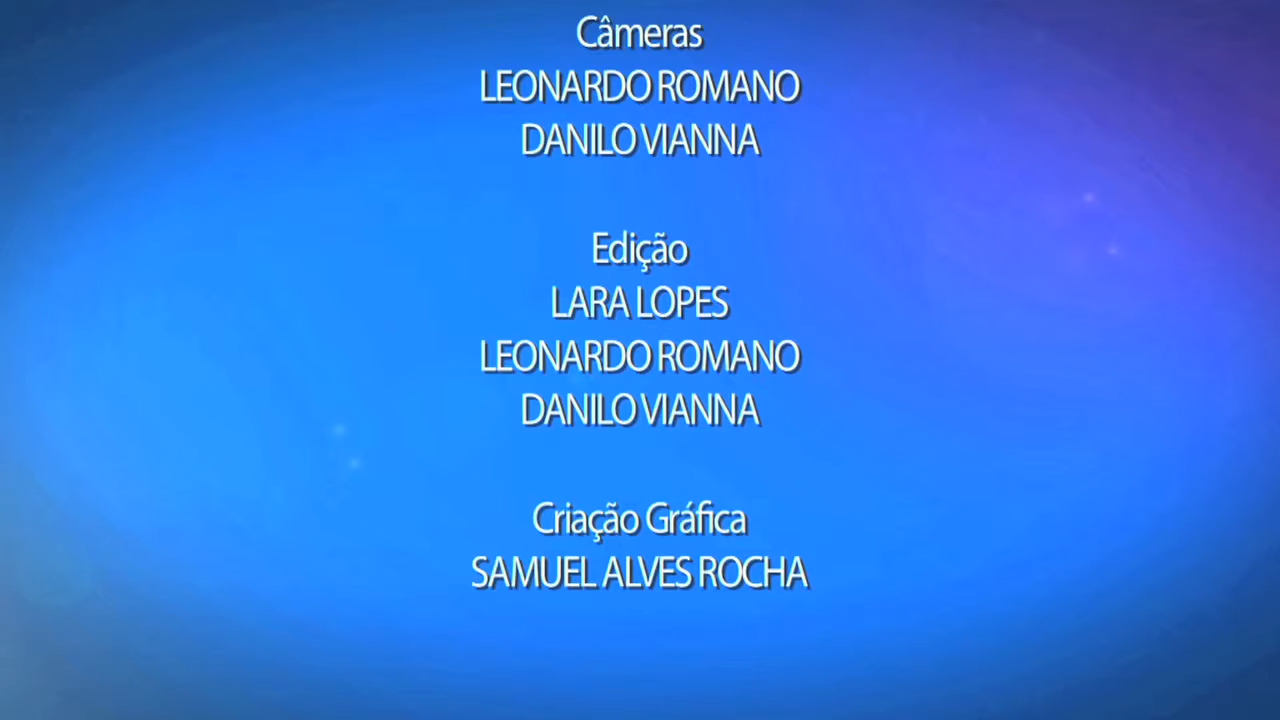 Câmeras
LEONARDO ROMANO
DANILO VIANNA
Edição
LARA LOPES
LEONARDO ROMANO
DANILO VIANNA
Criação Gráfica
SAMUEL ALVES ROCHA